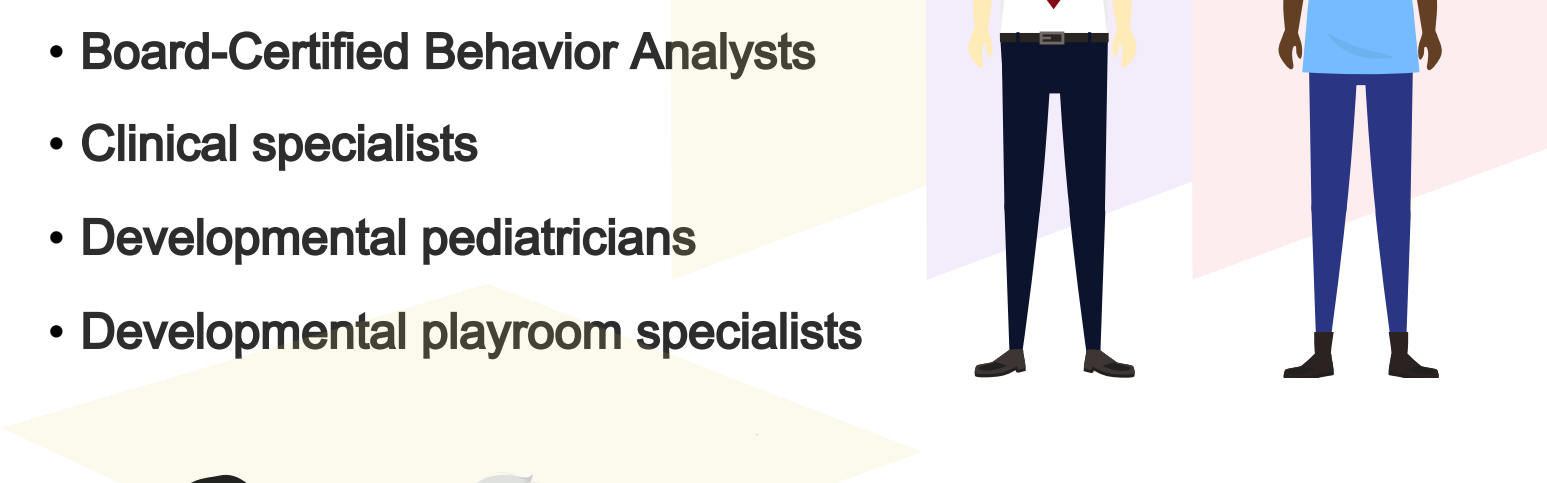 • Board-Certified Behavior Analysts
• Clinical specialists
• Developmental pediatricians
• Developmental playroom specialists